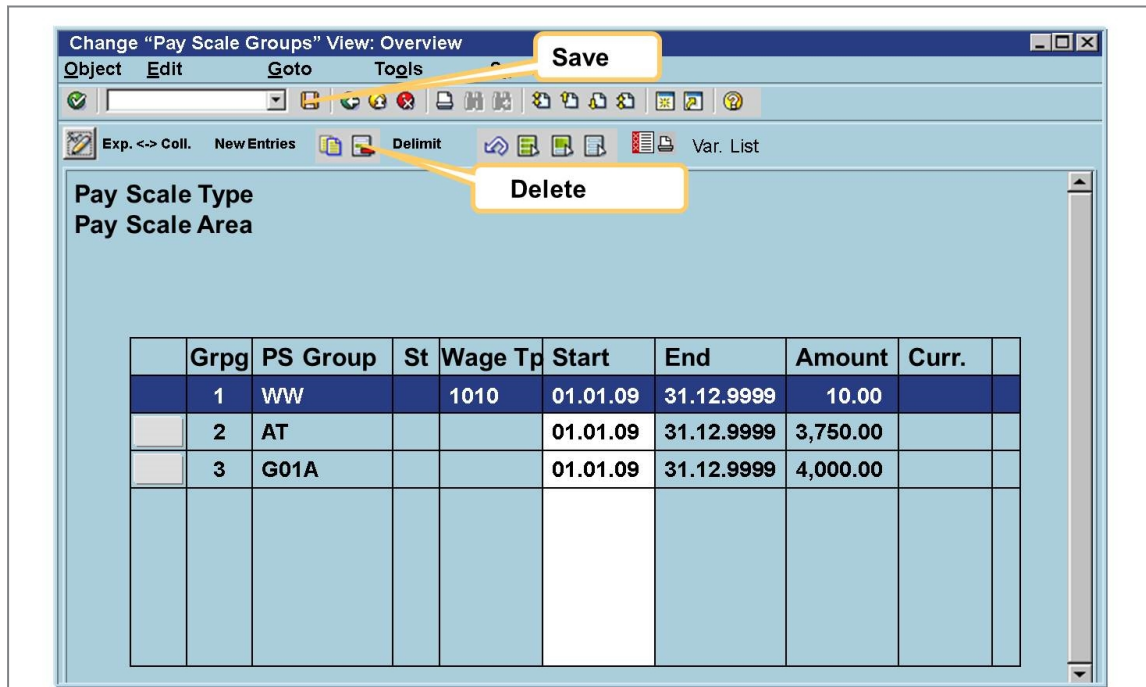 Change “Pay Scale Groups” View: Overview
Save
Object Edit Goto Tools
Exp. <-> Coll. New Entries Delimit Var. List
Delete
Pay Scale Type
Pay Scale Area
Grpg PS Group St Wage Tp Start End Amount Curr.
1 WW 1010 01.01.09 31.12.9999 10.00
2 AT 01.01.09 31.12.9999 3,750.00
3 G01A 01.01.09 31.12.9999 4,000.00